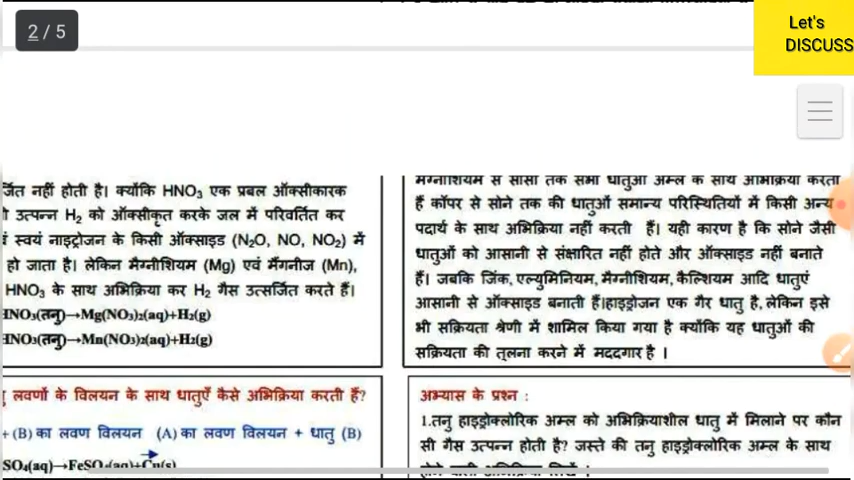 2 / 5
Let's
DISCUSS
र्जित नहीं होती है। क्योंकि HNO₃ एक प्रबल ऑक्सीकारक
उत्पन्न H₂ को ऑक्सीकृत करके जल में परिवर्तित कर
स्वयं नाइट्रोजन के किसी ऑक्साइड (N₂O, NO, NO₂) में
हो जाता है। लेकिन मैग्नीशियम (Mg) एवं मैंगनीज (Mn),
HNO₃ के साथ अभिक्रिया कर H₂ गैस उत्सर्जित करते हैं।
HNO₃(तनु)→Mg(NO₃)₂(aq)+H₂(g)
HNO₃(तनु)→Mn(NO₃)₂(aq)+H₂(g)
लवणों के विलयन के साथ धातुएँ कैसे अभिक्रिया करती हैं?
+ (B) का लवण विलयन (A) का लवण विलयन + धातु (B)
SO₄(aq)→FeSO₄(aq)+Cu(s)
मैग्नीशियम से सीसा तक सभी धातुओं अम्ल के साथ अभिक्रिया करता
हैं कॉपर से सोने तक की धातुओं समान्य परिस्थितियों में किसी अन्य
पदार्थ के साथ अभिक्रिया नहीं करती हैं। यही कारण है कि सोने जैसी
धातुओं को आसानी से संक्षारित नहीं होते और ऑक्साइड नहीं बनाते
हैं। जबकि जिंक, एल्युमिनियम, मैग्नीशियम, कैल्शियम आदि धातुएं
आसानी से ऑक्साइड बनाती हैं।हाइड्रोजन एक गैर धातु है, लेकिन इसे
भी सक्रियता श्रेणी में शामिल किया गया है क्योंकि यह धातुओं की
सक्रियता की तुलना करने में मददगार है ।
अभ्यास के प्रश्न :
1.तनु हाइड्रोक्लोरिक अम्ल को अभिक्रियाशील धातु में मिलाने पर कौन
सी गैस उत्पन्न होती है? जस्ते की तनु हाइड्रोक्लोरिक अम्ल के साथ
होने वाली अभिक्रिया लिखें ।